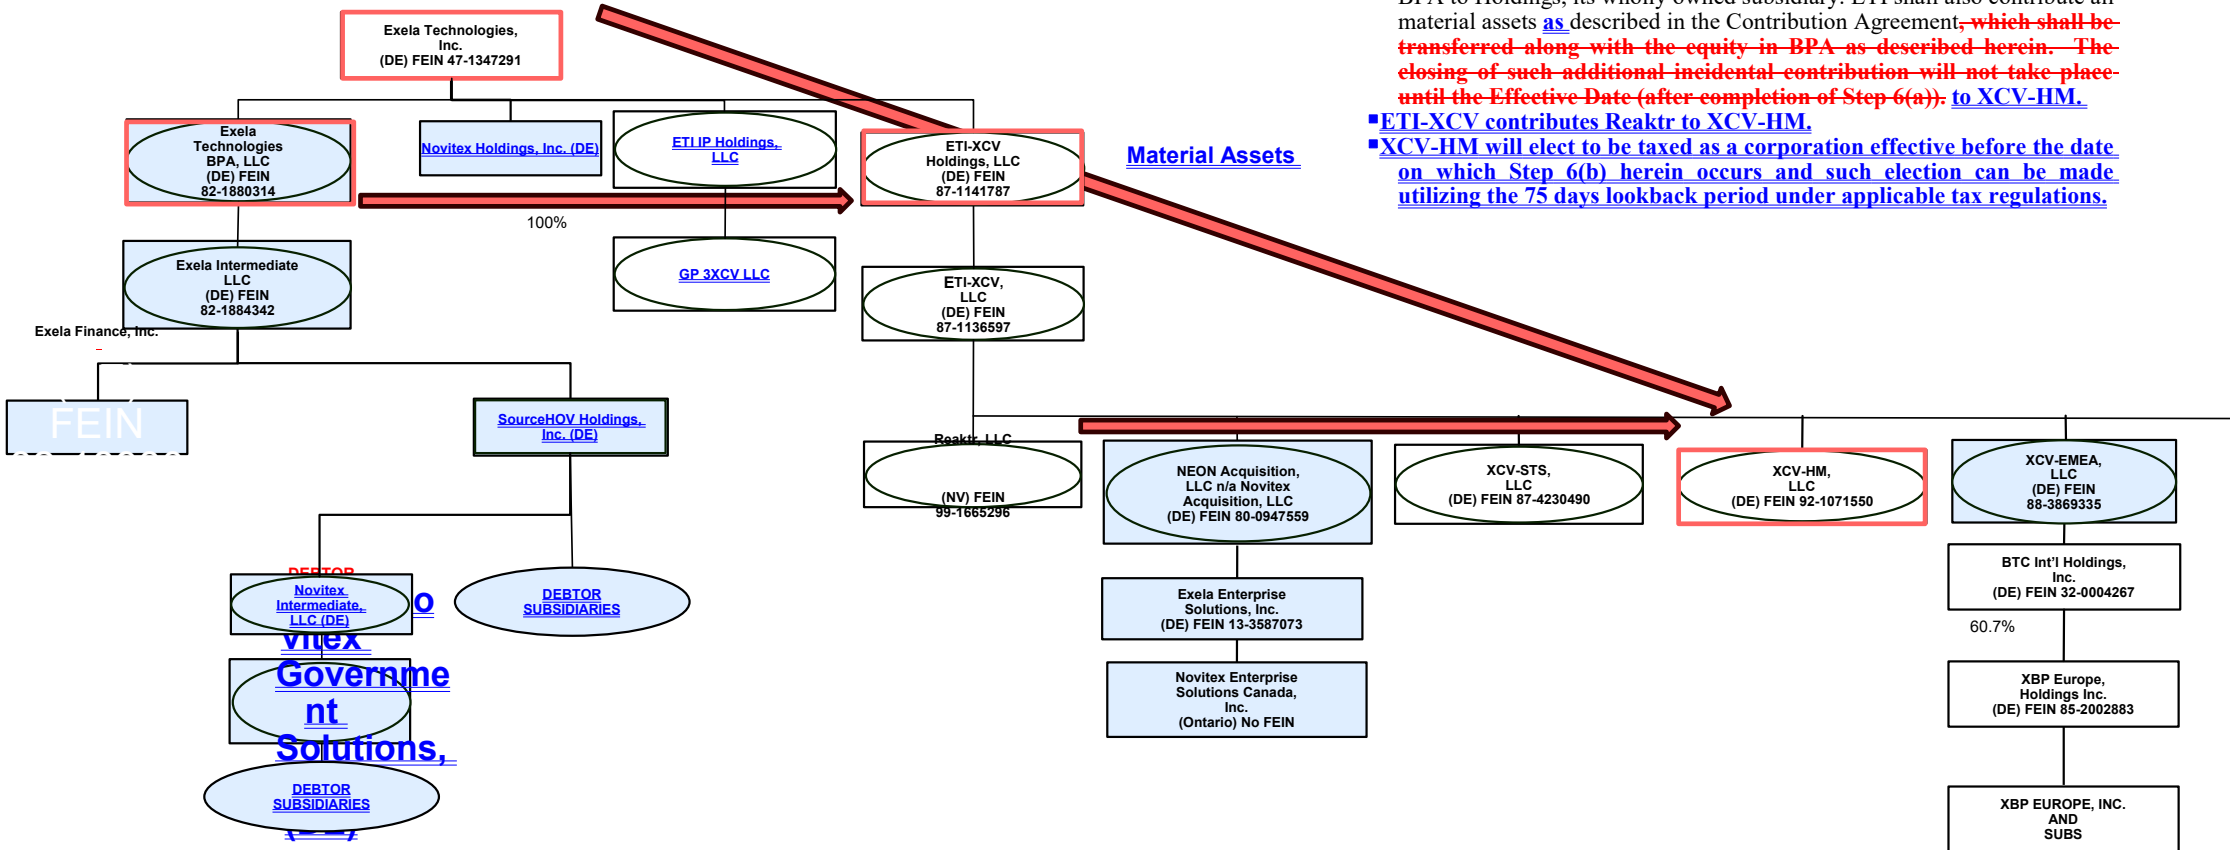 material assets as described in the Contribution Agreement, which shall be
transferred along with the equity in BPA as described herein. The
closing of such additional incidental contribution will not take place
until the Effective Date (after completion of Step 6(a)). to XCV-HM.
▪ETI-XCV contributes Reaktr to XCV-HM.
▪XCV-HM will elect to be taxed as a corporation effective before the date
on which Step 6(b) herein occurs and such election can be made
utilizing the 75 days lookback period under applicable tax regulations.
Exela Technologies,
Inc.
(DE) FEIN 47-1347291
Exela
Technologies
BPA, LLC
(DE) FEIN
82-1880314
Novitex Holdings, Inc. (DE)
ETI IP Holdings,
LLC
ETI-XCV
Holdings, LLC
(DE) FEIN
87-1141787
Material Assets
100%
Exela Intermediate
LLC
(DE) FEIN
82-1884342
GP 3XCV LLC
ETI-XCV,
LLC
(DE) FEIN
87-1136597
Exela Finance, Inc.
FEIN
SourceHOV Holdings,
Inc. (DE)
Reaktr, LLC
(NV) FEIN
99-1665296
NEON Acquisition,
LLC n/a Novitex
Acquisition, LLC
(DE) FEIN 80-0947559
XCV-STS,
LLC
(DE) FEIN 87-4230490
XCV-HM,
LLC
(DE) FEIN 92-1071550
XCV-EMEA,
LLC
(DE) FEIN
88-3869335
DEBTOR
Novitex
Intermediate,
LLC (DE)
o
vitex
Governme
nt
Solutions,
(DE)
DEBTOR
SUBSIDIARIES
DEBTOR
SUBSIDIARIES
Exela Enterprise
Solutions, Inc.
(DE) FEIN 13-3587073
Novitex Enterprise
Solutions Canada,
Inc.
(Ontario) No FEIN
BTC Int'l Holdings,
Inc.
(DE) FEIN 32-0004267
60.7%
XBP Europe,
Holdings Inc.
(DE) FEIN 85-2002883
XBP EUROPE, INC.
AND
SUBS